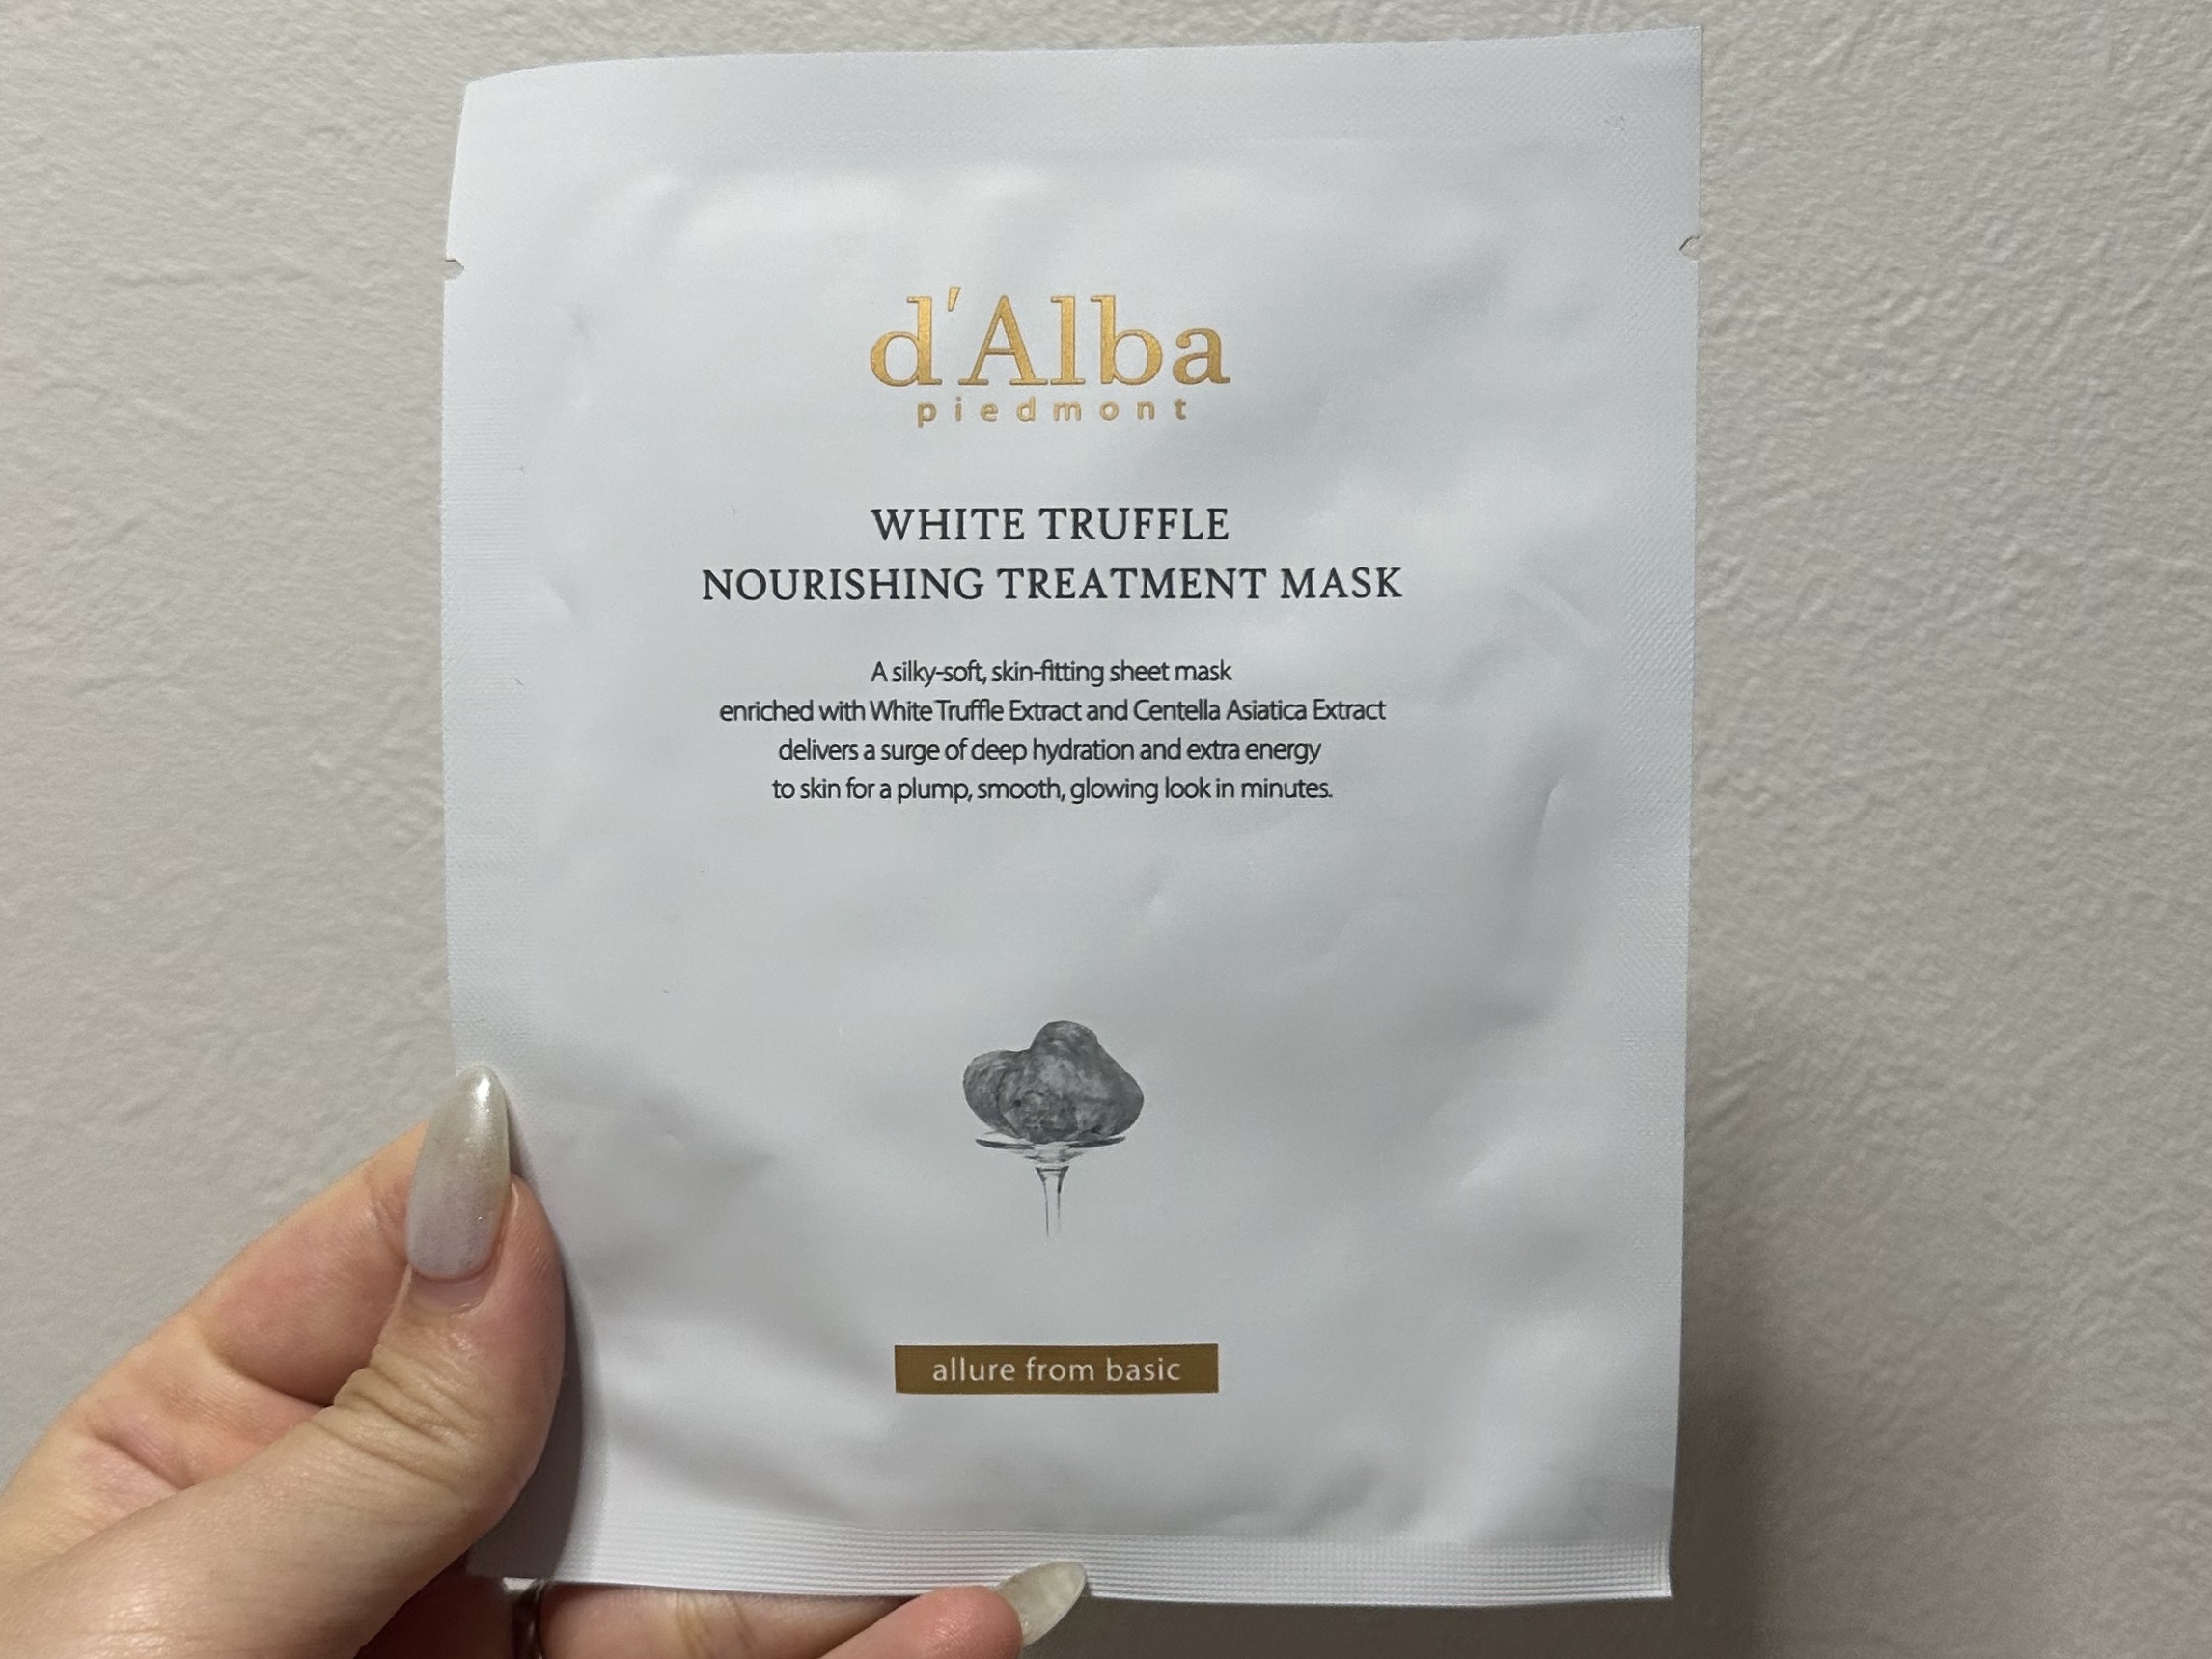 d'Alba
piedmont
WHITE TRUFFLE
NOURISHING TREATMENT MASK
A silky-soft, skin-fitting sheet mask
enriched with White Truffle Extract and Centella Asiatica Extract
delivers a surge of deep hydration and extra energy
to skin for a plump, smooth, glowing look in minutes.
allure from basic